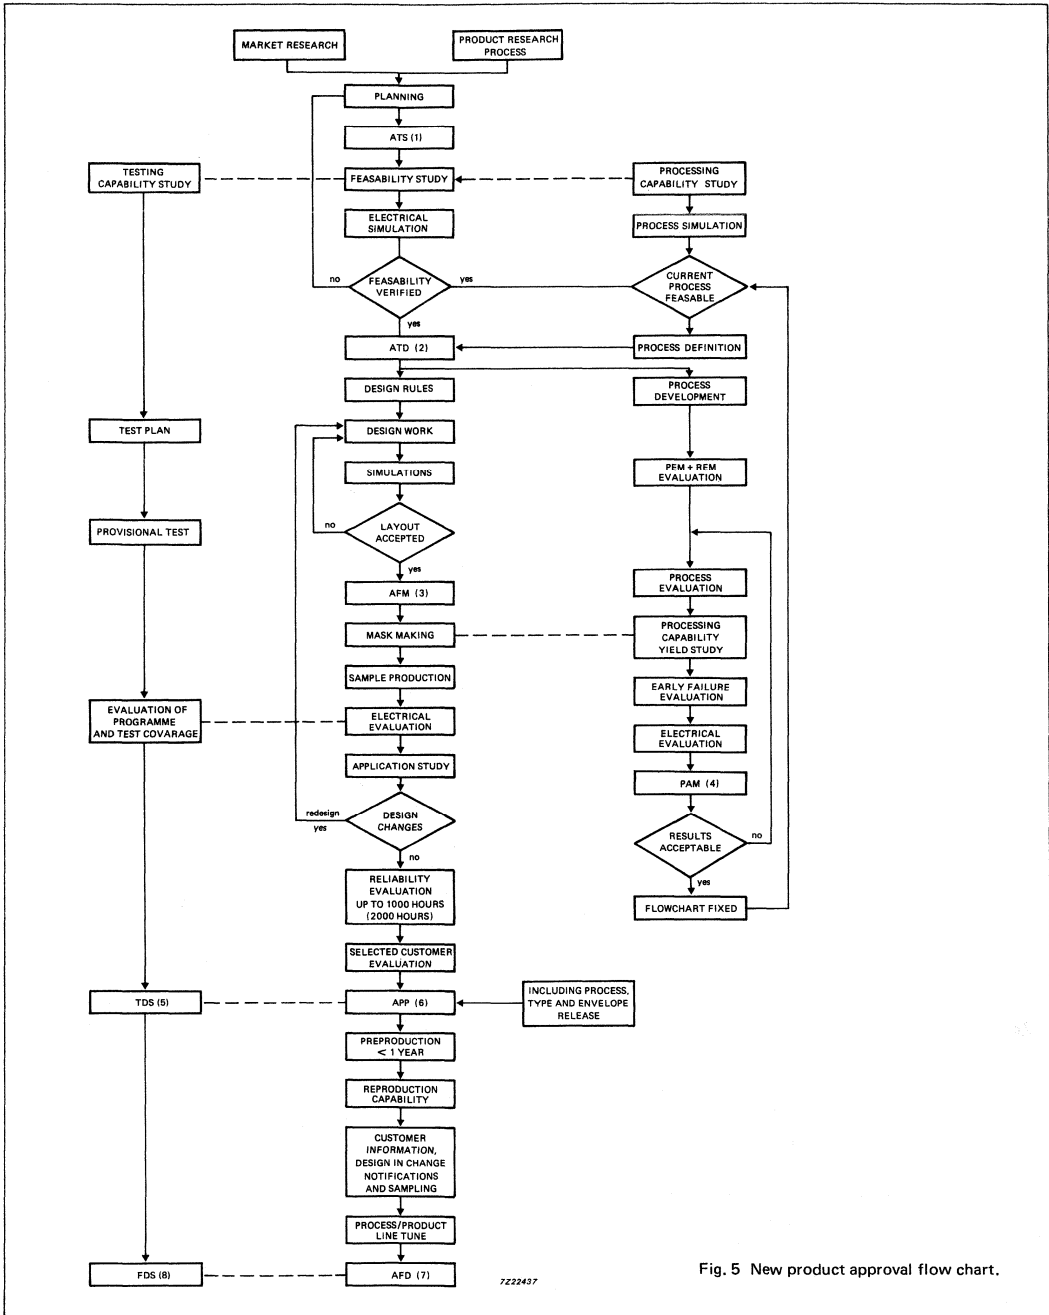 MARKET RESEARCH
PRODUCT RESEARCH
PROCESS
PLANNING
ATS (1)
TESTING
CAPABILITY STUDY
FEASABILITY STUDY
PROCESSING
CAPABILITY STUDY
ELECTRICAL
SIMULATION
PROCESS SIMULATION
no
FEASABILITY
VERIFIED
yes
CURRENT
PROCESS
FEASABLE
yes
ATD (2)
PROCESS DEFINITION
DESIGN RULES
PROCESS
DEVELOPMENT
TEST PLAN
DESIGN WORK
SIMULATIONS
PEM + REM
EVALUATION
PROVISIONAL TEST
no
LAYOUT
ACCEPTED
yes
AFM (3)
PROCESS
EVALUATION
MASK MAKING
PROCESSING
CAPABILITY
YIELD STUDY
SAMPLE PRODUCTION
EARLY FAILURE
EVALUATION
EVALUATION OF
PROGRAMME
AND TEST COVARAGE
ELECTRICAL
EVALUATION
ELECTRICAL
EVALUATION
APPLICATION STUDY
PAM (4)
redesign
yes
DESIGN
CHANGES
no
RESULTS
ACCEPTABLE
no
yes
RELIABILITY
EVALUATION
UP TO 1000 HOURS
(2000 HOURS)
FLOWCHART FIXED
SELECTED CUSTOMER
EVALUATION
TDS (5)
APP (6)
INCLUDING PROCESS,
TYPE AND ENVELOPE
RELEASE
PREPRODUCTION
< 1 YEAR
REPRODUCTION
CAPABILITY
CUSTOMER
INFORMATION,
DESIGN IN CHANGE
NOTIFICATIONS
AND SAMPLING
PROCESS/PRODUCT
LINE TUNE
FDS (8)
AFD (7)
7Z22437
Fig. 5 New product approval flow chart.